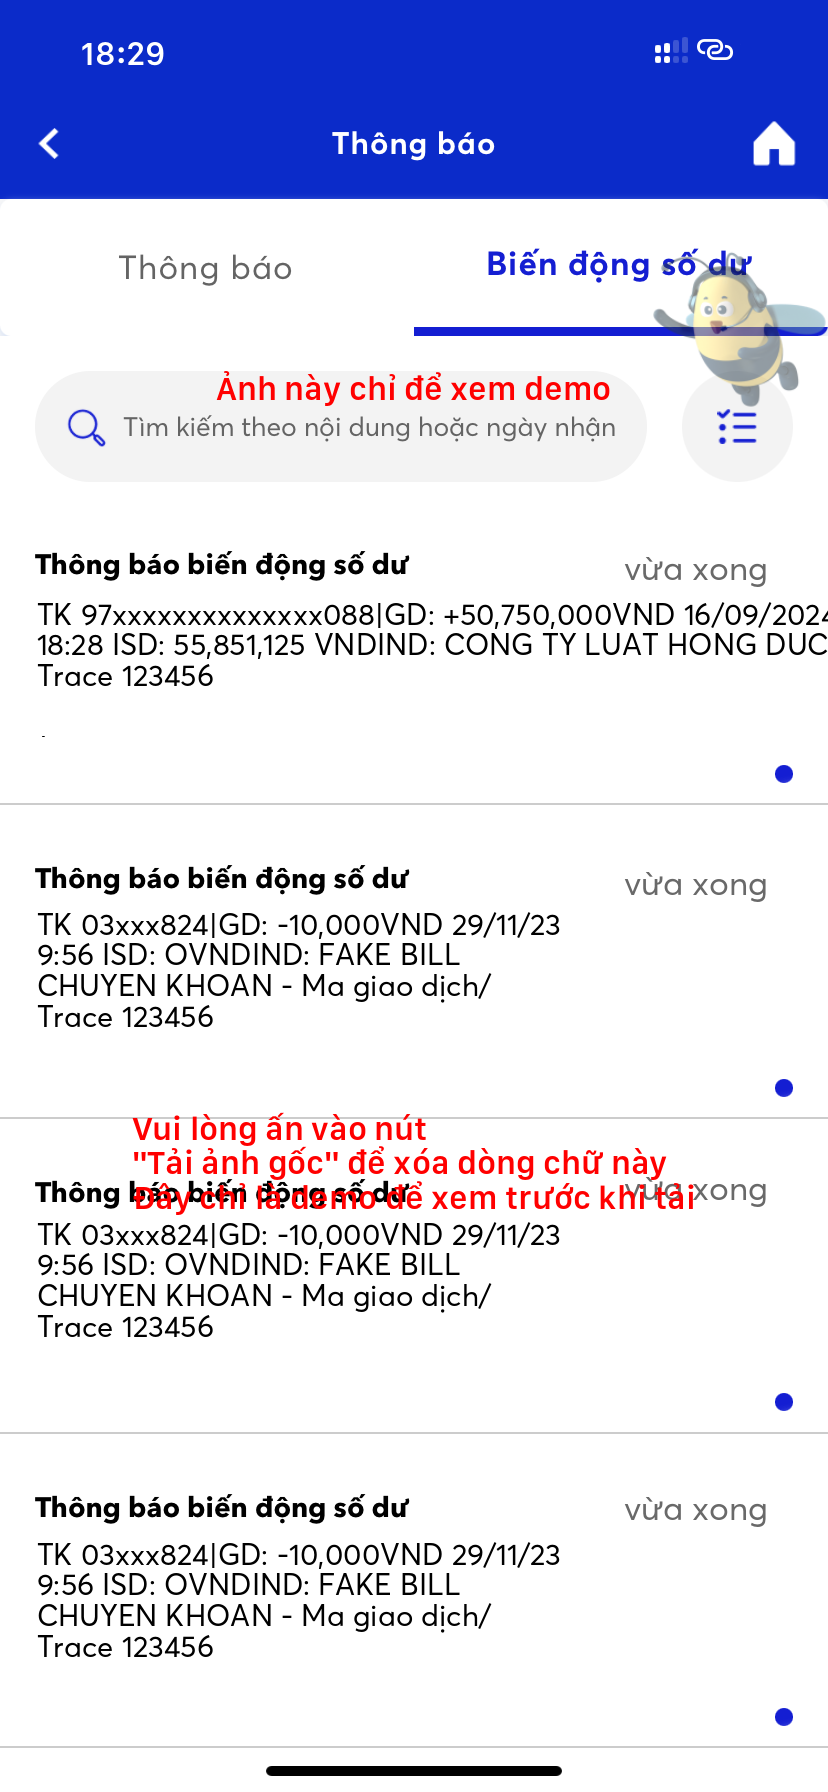 18:29
Thông báo
Thông báo
Biến động số dư
Ảnh này chỉ để xem demo
Tìm kiếm theo nội dung hoặc ngày nhận
Thông báo biến động số dư
vừa xong
TK 97xxxxxxxxxxxxxx088|GD: +50,750,000VND 16/09/2024
18:28 ISD: 55,851,125 VNDIND: CONG TY LUAT HONG DUC
Trace 123456
.
Thông báo biến động số dư
vừa xong
TK 03xxx824|GD: -10,000VND 29/11/23
9:56 ISD: OVNDIND: FAKE BILL
CHUYEN KHOAN - Ma giao dịch/
Trace 123456
Vui lòng ấn vào nút
"Tải ảnh gốc" để xóa dòng chữ này
Đây chỉ là demo để xem trước khi tải
Thông báo biến động số dư
vừa xong
TK 03xxx824|GD: -10,000VND 29/11/23
9:56 ISD: OVNDIND: FAKE BILL
CHUYEN KHOAN - Ma giao dịch/
Trace 123456
Thông báo biến động số dư
vừa xong
TK 03xxx824|GD: -10,000VND 29/11/23
9:56 ISD: OVNDIND: FAKE BILL
CHUYEN KHOAN - Ma giao dịch/
Trace 123456